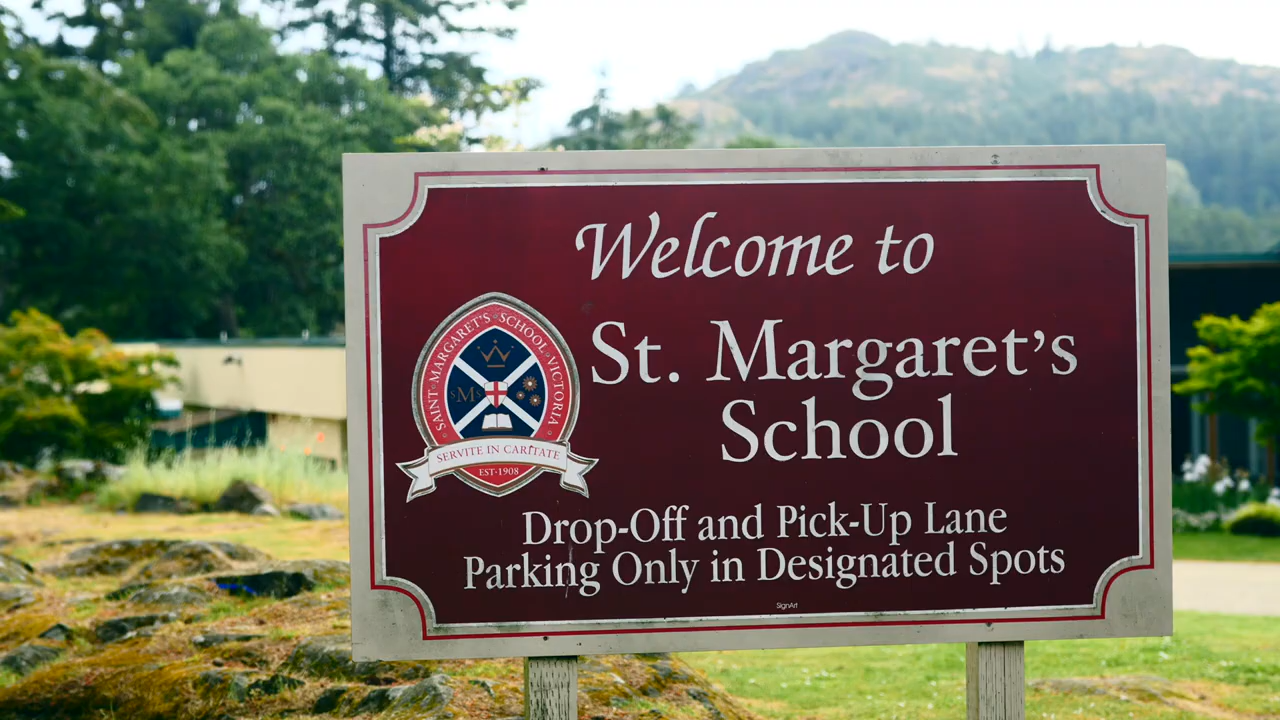 Welcome to
St. Margaret's
School
SAINT MARGARET'S SCHOOL · VICTORIA
SMS
SERVITE IN CARITATE
EST·1908
Drop-Off and Pick-Up Lane
Parking Only in Designated Spots
SignArt